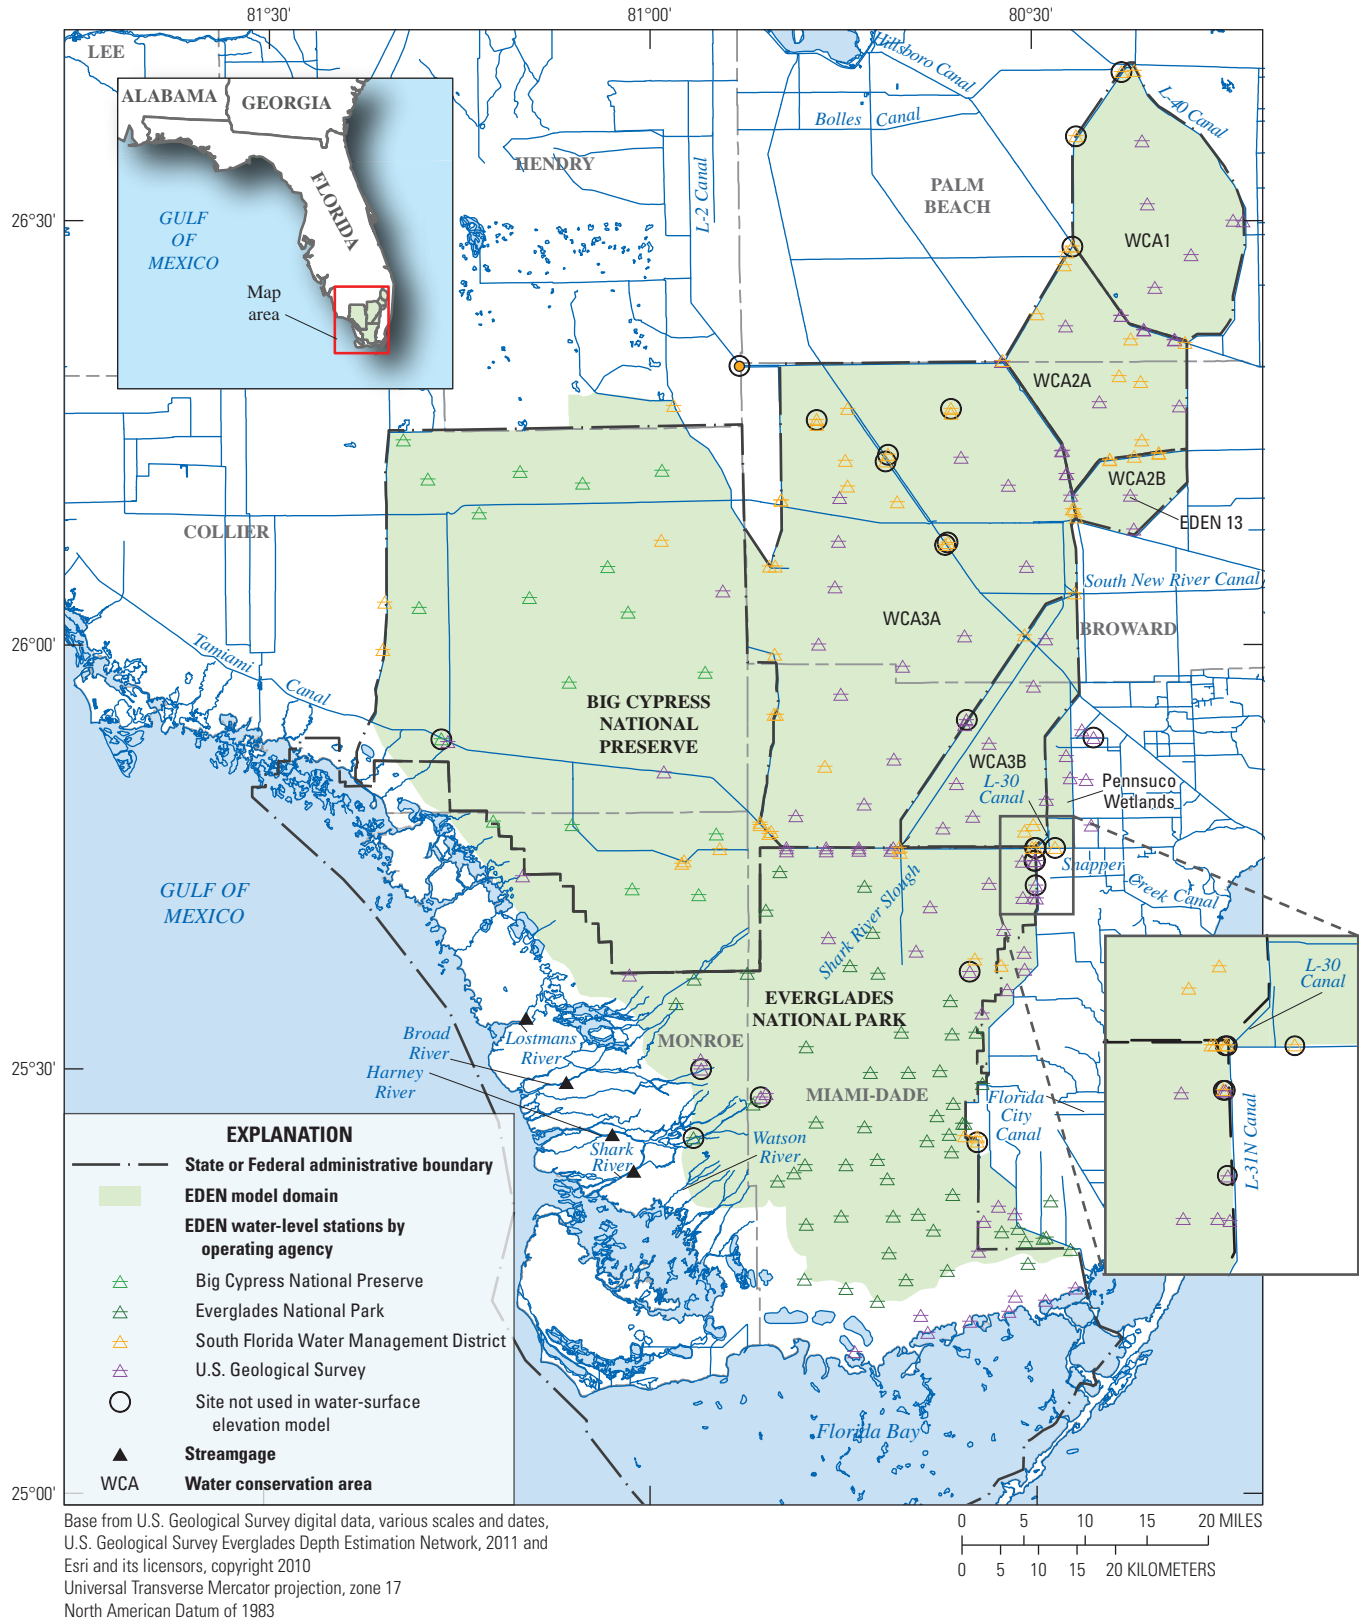 81°30'
81°00'
80°30'
LEE
ALABAMA
GEORGIA
FLORIDA
GULF
OF
MEXICO
Map
area
HENDRY
L-2 Canal
Hillsboro Canal
Bolles Canal
PALM
BEACH
L-40 Canal
26°30'
WCA1
WCA2A
WCA2B
EDEN 13
COLLIER
South New River Canal
WCA3A
BROWARD
26°00'
Tamiami
Canal
BIG CYPRESS
NATIONAL
PRESERVE
WCA3B
L-30
Canal
Pennsuco
Wetlands
Snapper
Creek Canal
GULF OF
MEXICO
Shark River Slough
L-30
Canal
EVERGLADES
NATIONAL PARK
Lostmans
River
Broad
River
MONROE
25°30'
Harney
River
MIAMI-DADE
Florida
City
Canal
Shark
River
Watson
River
L-31N Canal
EXPLANATION
State or Federal administrative boundary
EDEN model domain
EDEN water-level stations by
operating agency
Big Cypress National Preserve
Everglades National Park
South Florida Water Management District
U.S. Geological Survey
Site not used in water-surface
elevation model
Streamgage
WCA Water conservation area
Florida Bay
25°00'
Base from U.S. Geological Survey digital data, various scales and dates,
U.S. Geological Survey Everglades Depth Estimation Network, 2011 and
Esri and its licensors, copyright 2010
Universal Transverse Mercator projection, zone 17
North American Datum of 1983
0 5 10 15 20 MILES
0 5 10 15 20 KILOMETERS